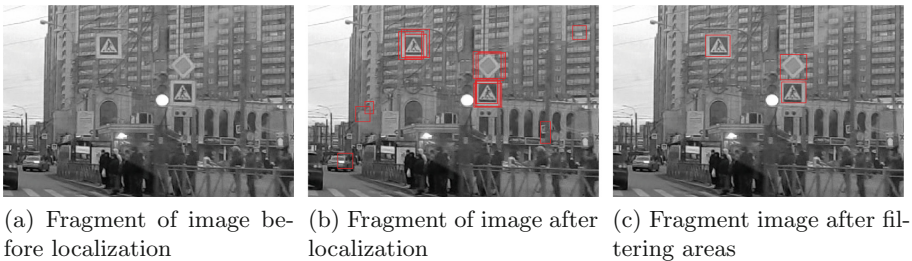 (a) Fragment of image be-
fore localization
(b) Fragment of image after
localization
(c) Fragment image after fil-
tering areas